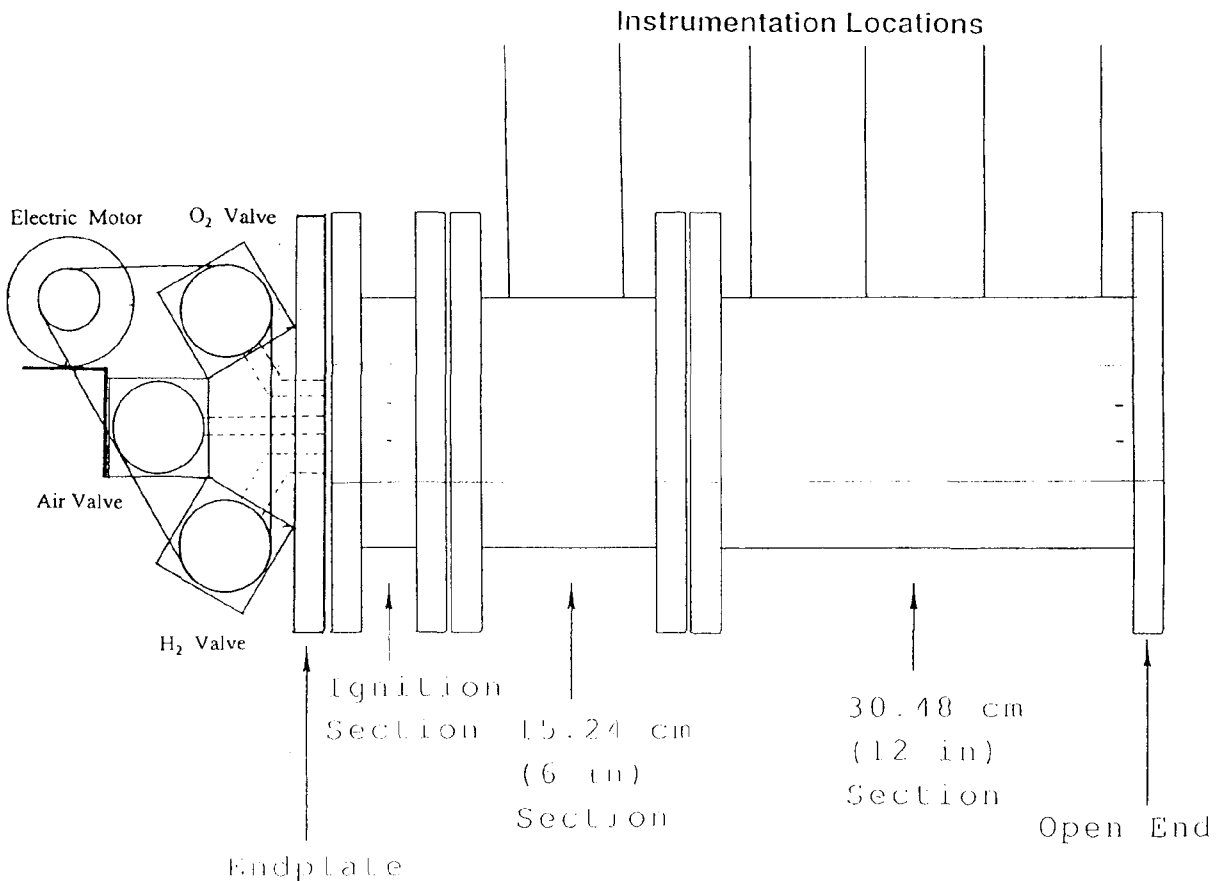 Instrumentation Locations
Electric Motor
O₂ Valve
Air Valve
H₂ Valve
Ignition
Section
15.24 cm
(6 in)
Section
30.48 cm
(12 in)
Section
Open End
Endplate